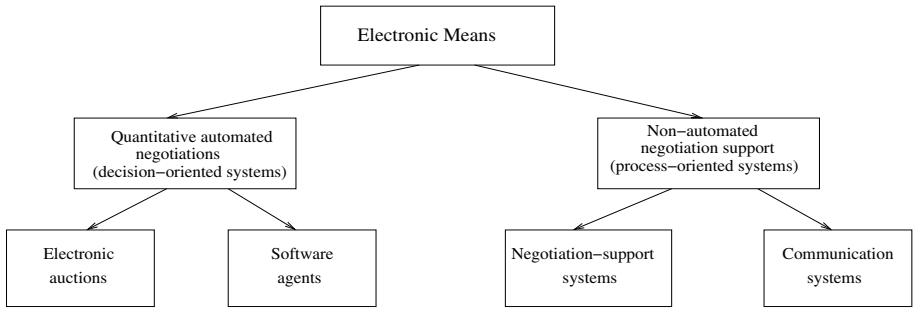 Electronic Means
Quantitative automated
negotiations
(decision−oriented systems)
Non−automated
negotiation support
(process−oriented systems)
Electronic
auctions
Software
agents
Negotiation−support
systems
Communication
systems